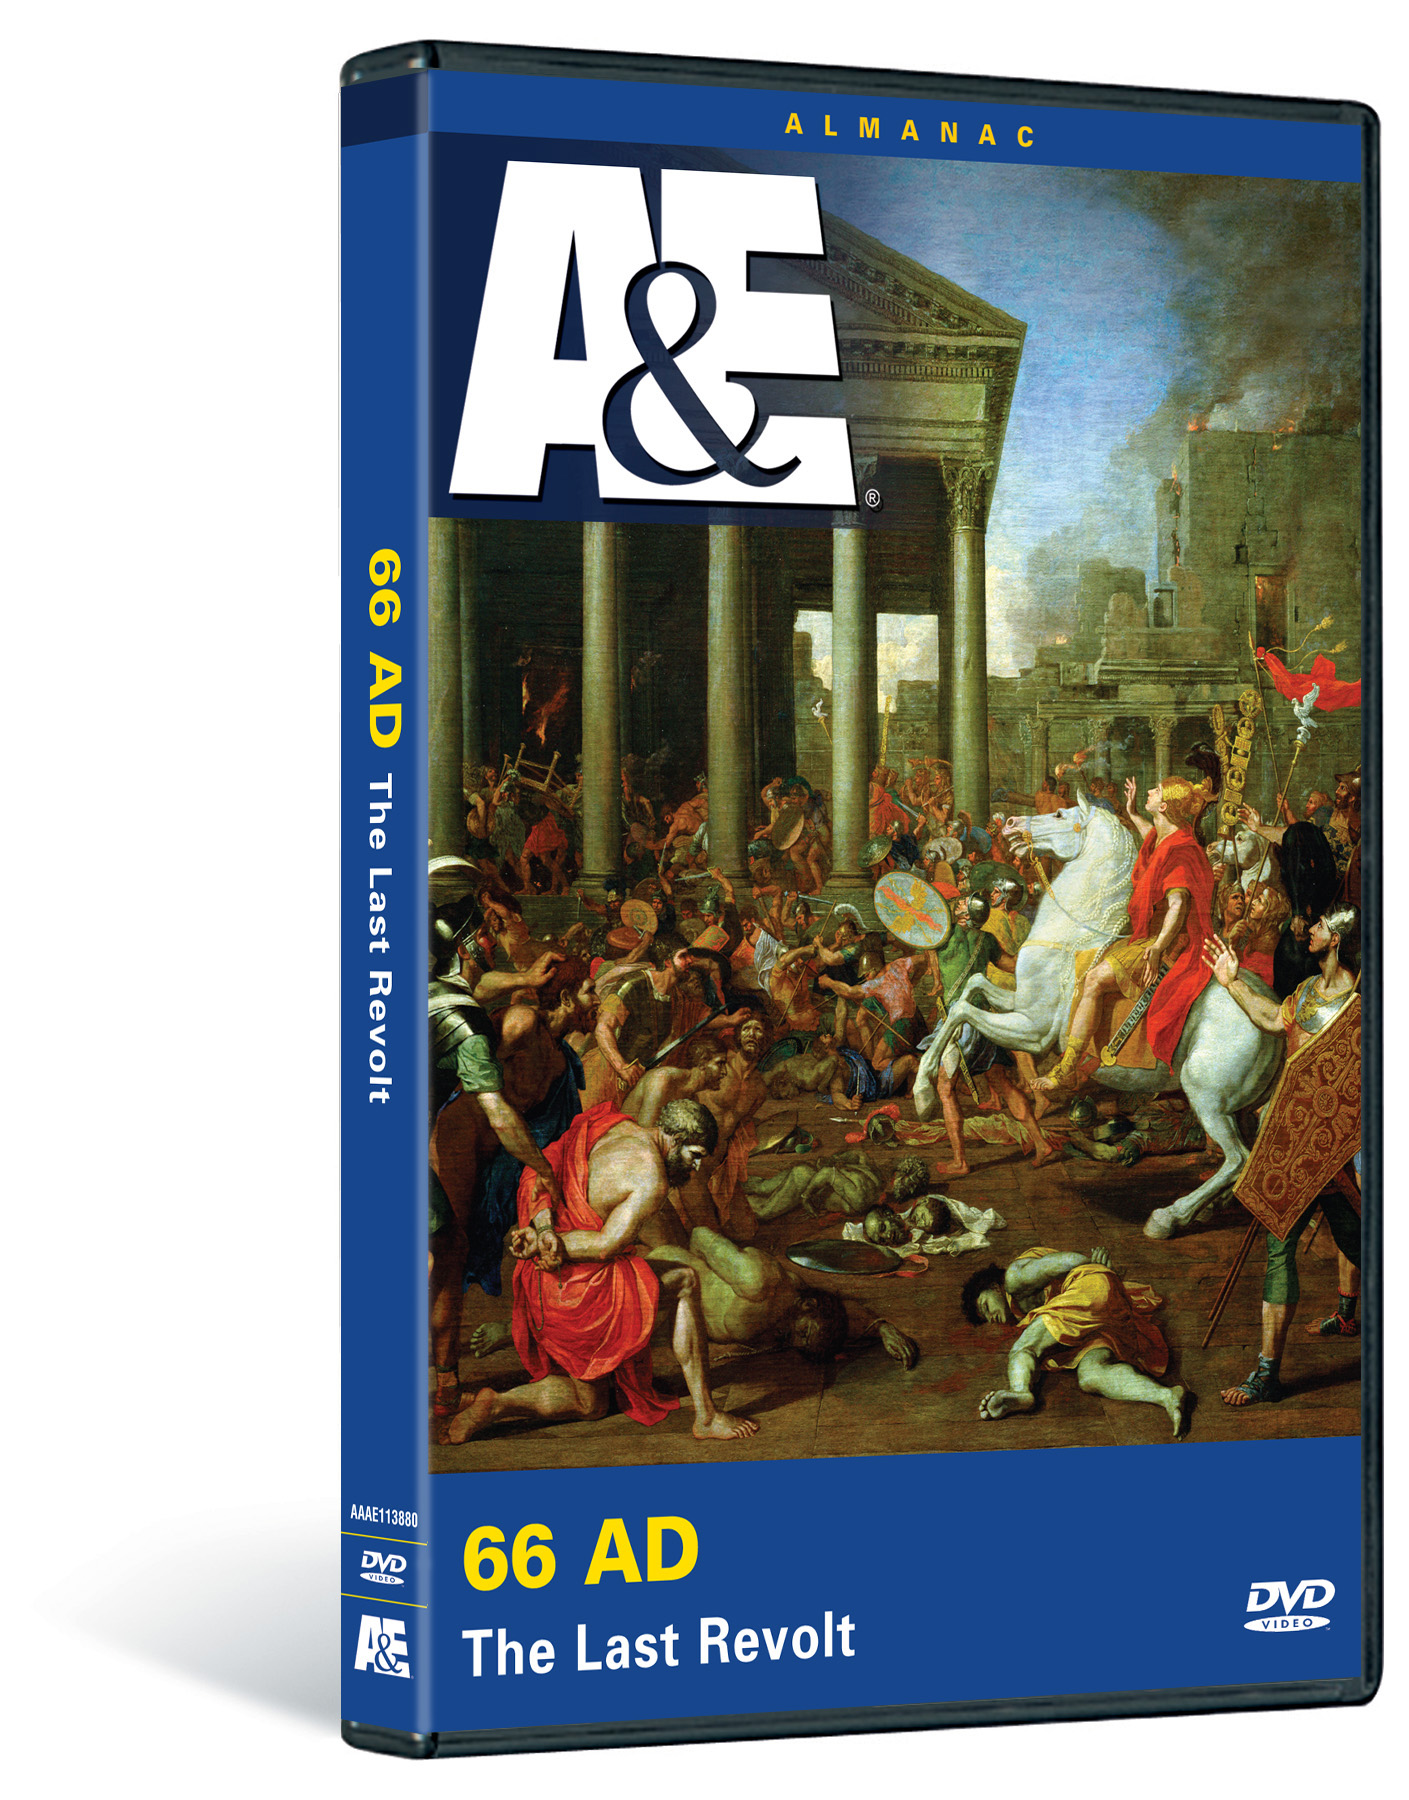 ALMANAC
A&E®
66 AD
The Last Revolt
DVD
VIDEO
66 AD The Last Revolt
AAAE113880
DVD
VIDEO
A&E